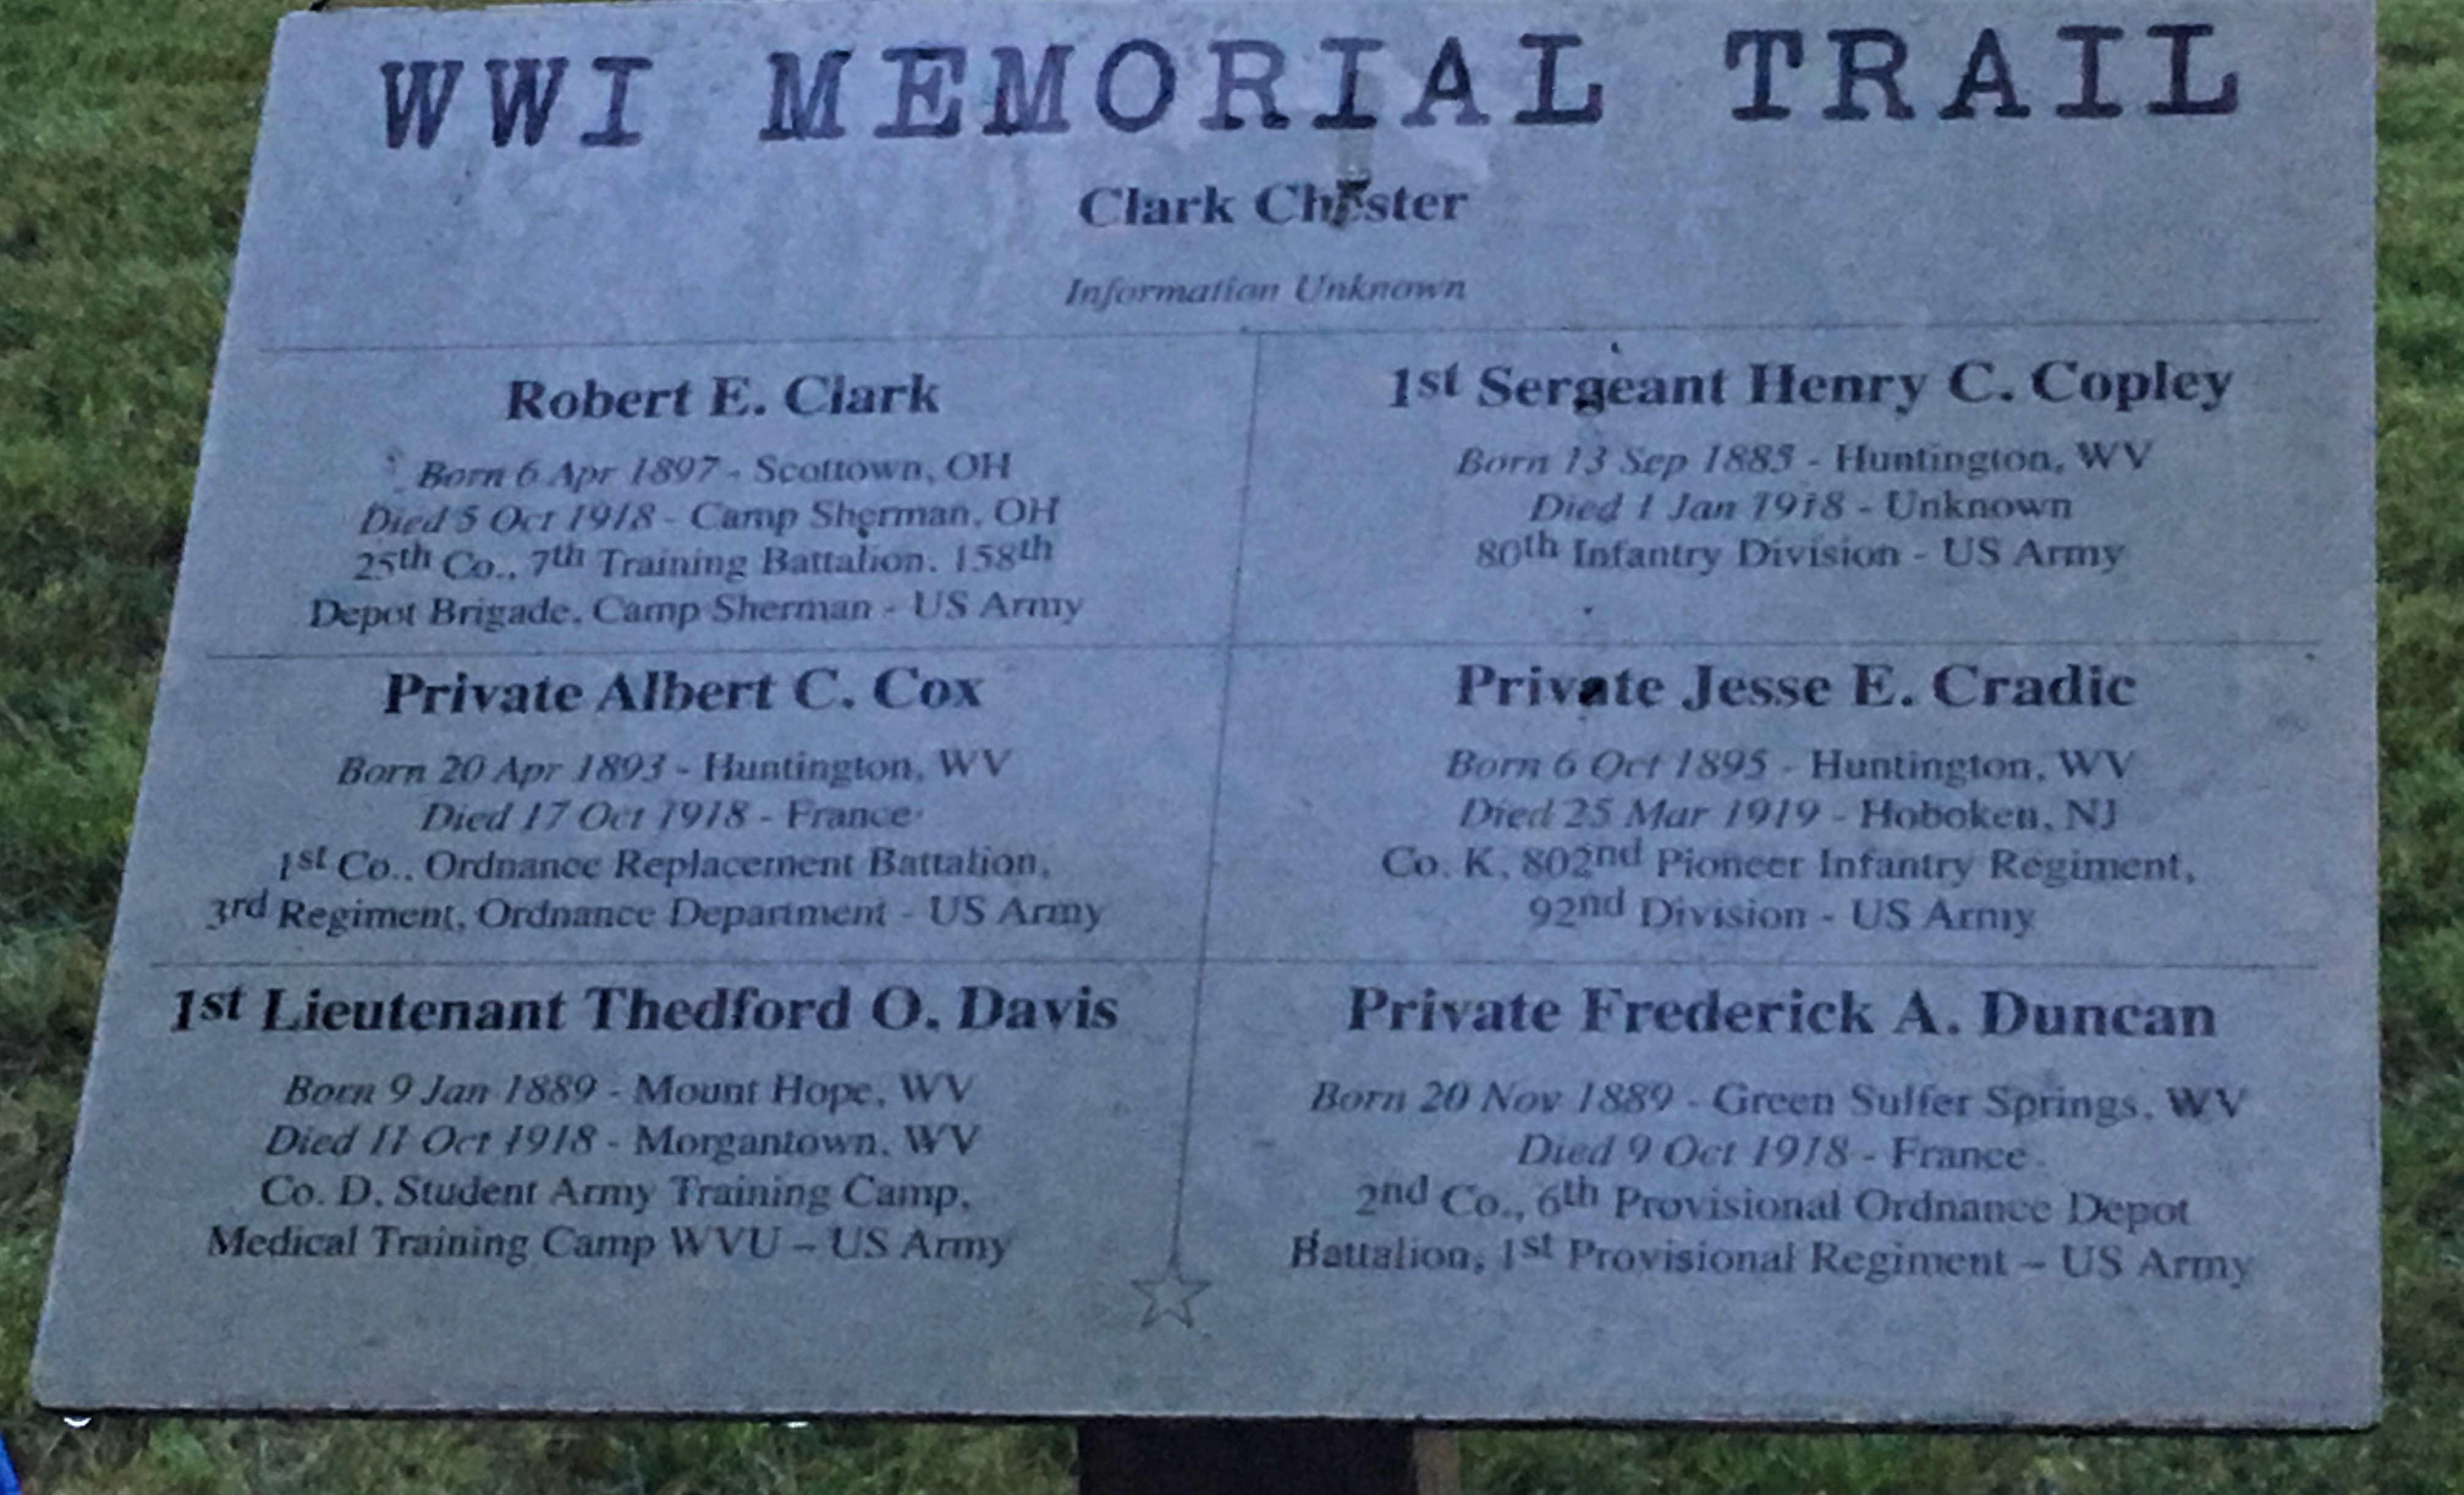 WWI MEMORIAL TRAIL
Clark Chester
Information Unknown
Robert E. Clark
Born 6 Apr 1897 - Scottown, OH
Died 5 Oct 1918 - Camp Sherman, OH
25th Co., 7th Training Battalion, 158th
Depot Brigade, Camp Sherman - US Army
1st Sergeant Henry C. Copley
Born 13 Sep 1885 - Huntington, WV
Died 1 Jan 1918 - Unknown
80th Infantry Division - US Army
Private Albert C. Cox
Born 20 Apr 1893 - Huntington, WV
Died 17 Oct 1918 - France
1st Co., Ordnance Replacement Battalion,
3rd Regiment, Ordnance Department - US Army
Private Jesse E. Cradic
Born 6 Oct 1895 - Huntington, WV
Died 25 Mar 1919 - Hoboken, NJ
Co. K, 802nd Pioneer Infantry Regiment,
92nd Division - US Army
1st Lieutenant Thedford O. Davis
Born 9 Jan 1889 - Mount Hope, WV
Died 11 Oct 1918 - Morgantown, WV
Co. D, Student Army Training Camp,
Medical Training Camp WVU – US Army
Private Frederick A. Duncan
Born 20 Nov 1889 - Green Sulfer Springs, WV
Died 9 Oct 1918 - France
2nd Co., 6th Provisional Ordnance Depot
Battalion, 1st Provisional Regiment – US Army